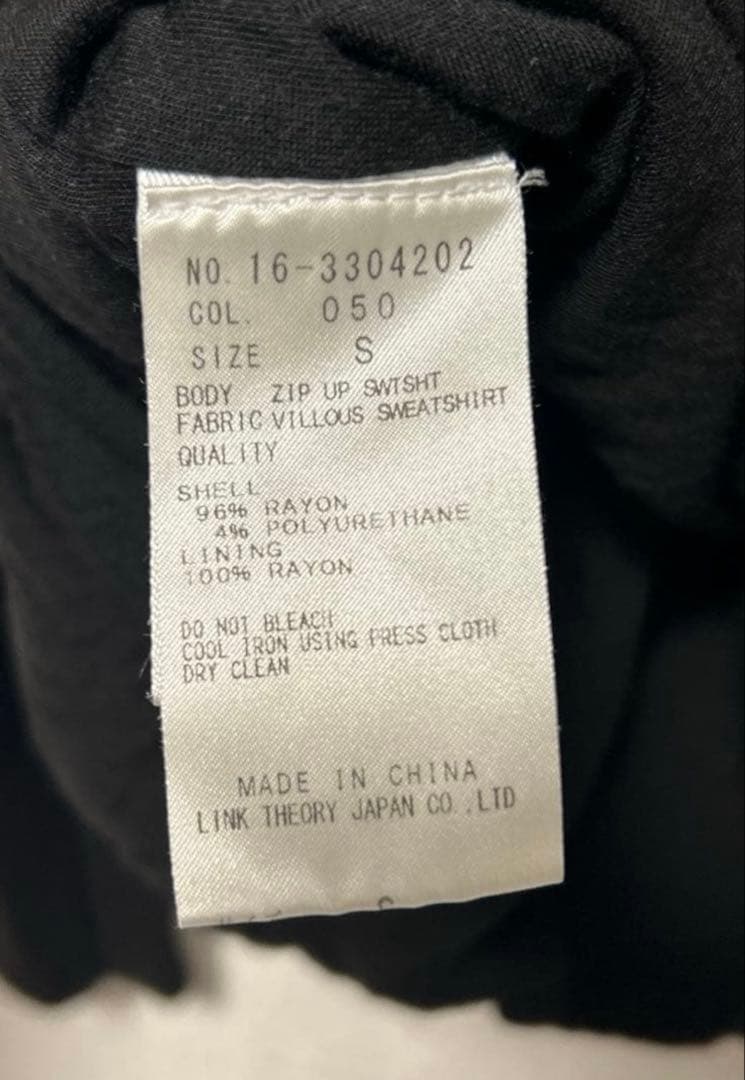 NO. 16-3304202
COL. 050
SIZE S
BODY ZIP UP SWTSHT
FABRIC VILLOUS SWEATSHIRT
QUALITY
SHELL
96% RAYON
4% POLYURETHANE
LINING
100% RAYON
DO NOT BLEACH
COOL IRON USING PRESS CLOTH
DRY CLEAN
MADE IN CHINA
LINK THEORY JAPAN CO.,LTD